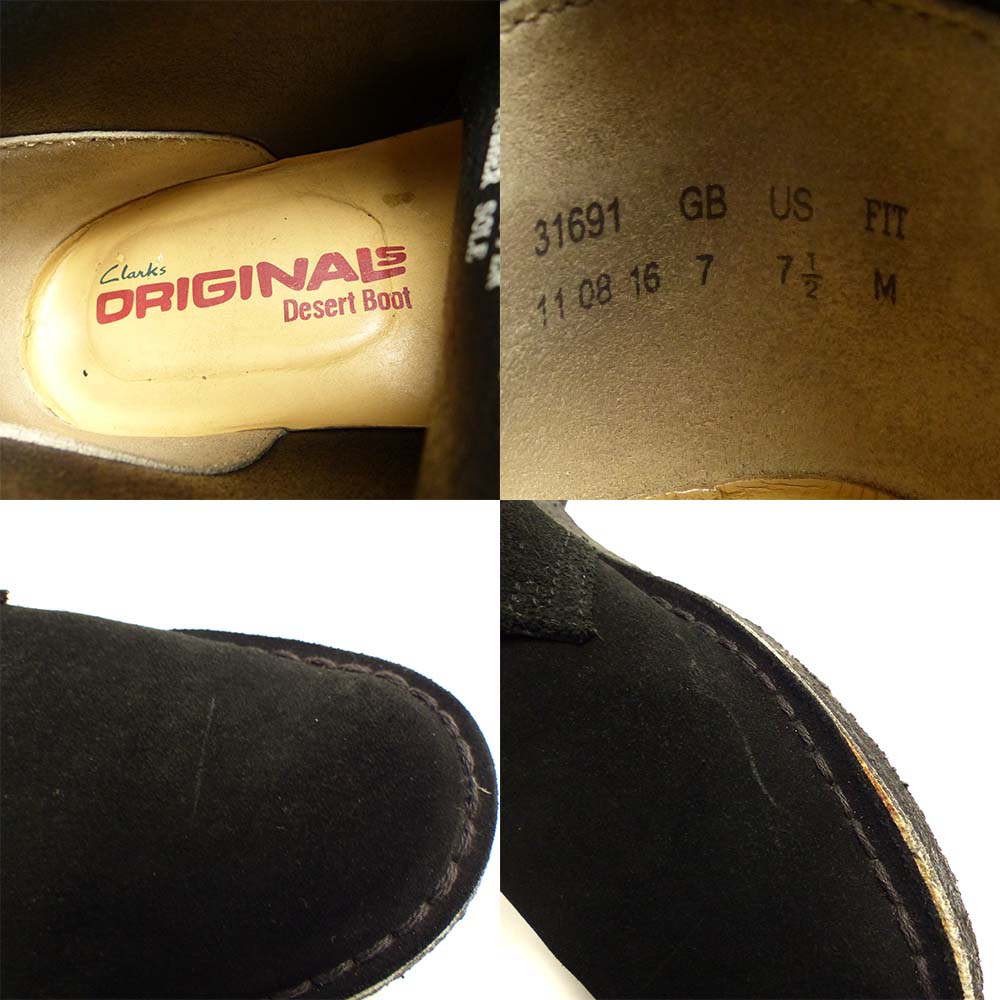 Clarks
ORIGINALS
Desert Boot
31691 GB US FIT
11 08 16 7 7 1/2 M